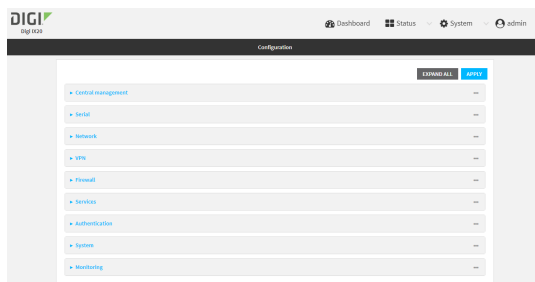 DIGI
Digi IX20
Dashboard Status System admin
Configuration
EXPAND ALL APPLY
Central management
Serial
Network
VPN
Firewall
Services
Authentication
System
Monitoring